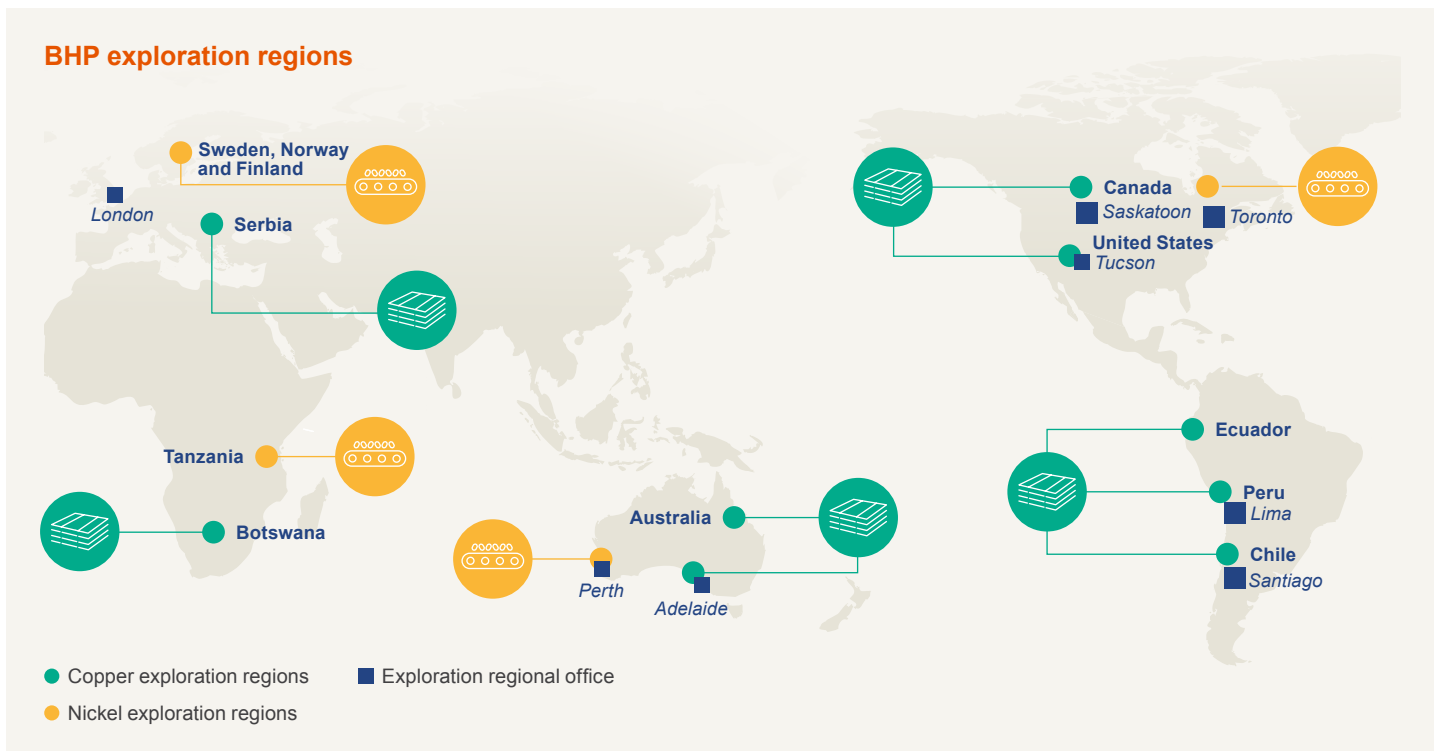 BHP exploration regions
Sweden, Norway
and Finland
London
Serbia
Canada
Saskatoon
Toronto
United States
Tucson
Tanzania
Botswana
Australia
Perth
Adelaide
Ecuador
Peru
Lima
Chile
Santiago
Copper exploration regions
Exploration regional office
Nickel exploration regions